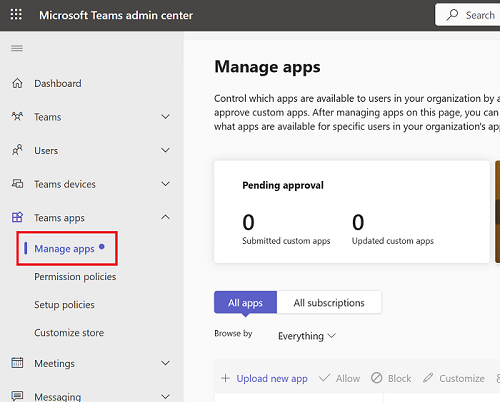 Microsoft Teams admin center
Search
Dashboard
Teams
Users
Teams devices
Teams apps
Manage apps
Permission policies
Setup policies
Customize store
Meetings
Messaging
Manage apps
Control which apps are available to users in your organization by a
approve custom apps. After managing apps on this page, you can
what apps are available for specific users in your organization's app
Pending approval
0
Submitted custom apps
0
Updated custom apps
All apps
All subscriptions
Browse by
Everything
Upload new app
Allow
Block
Customize